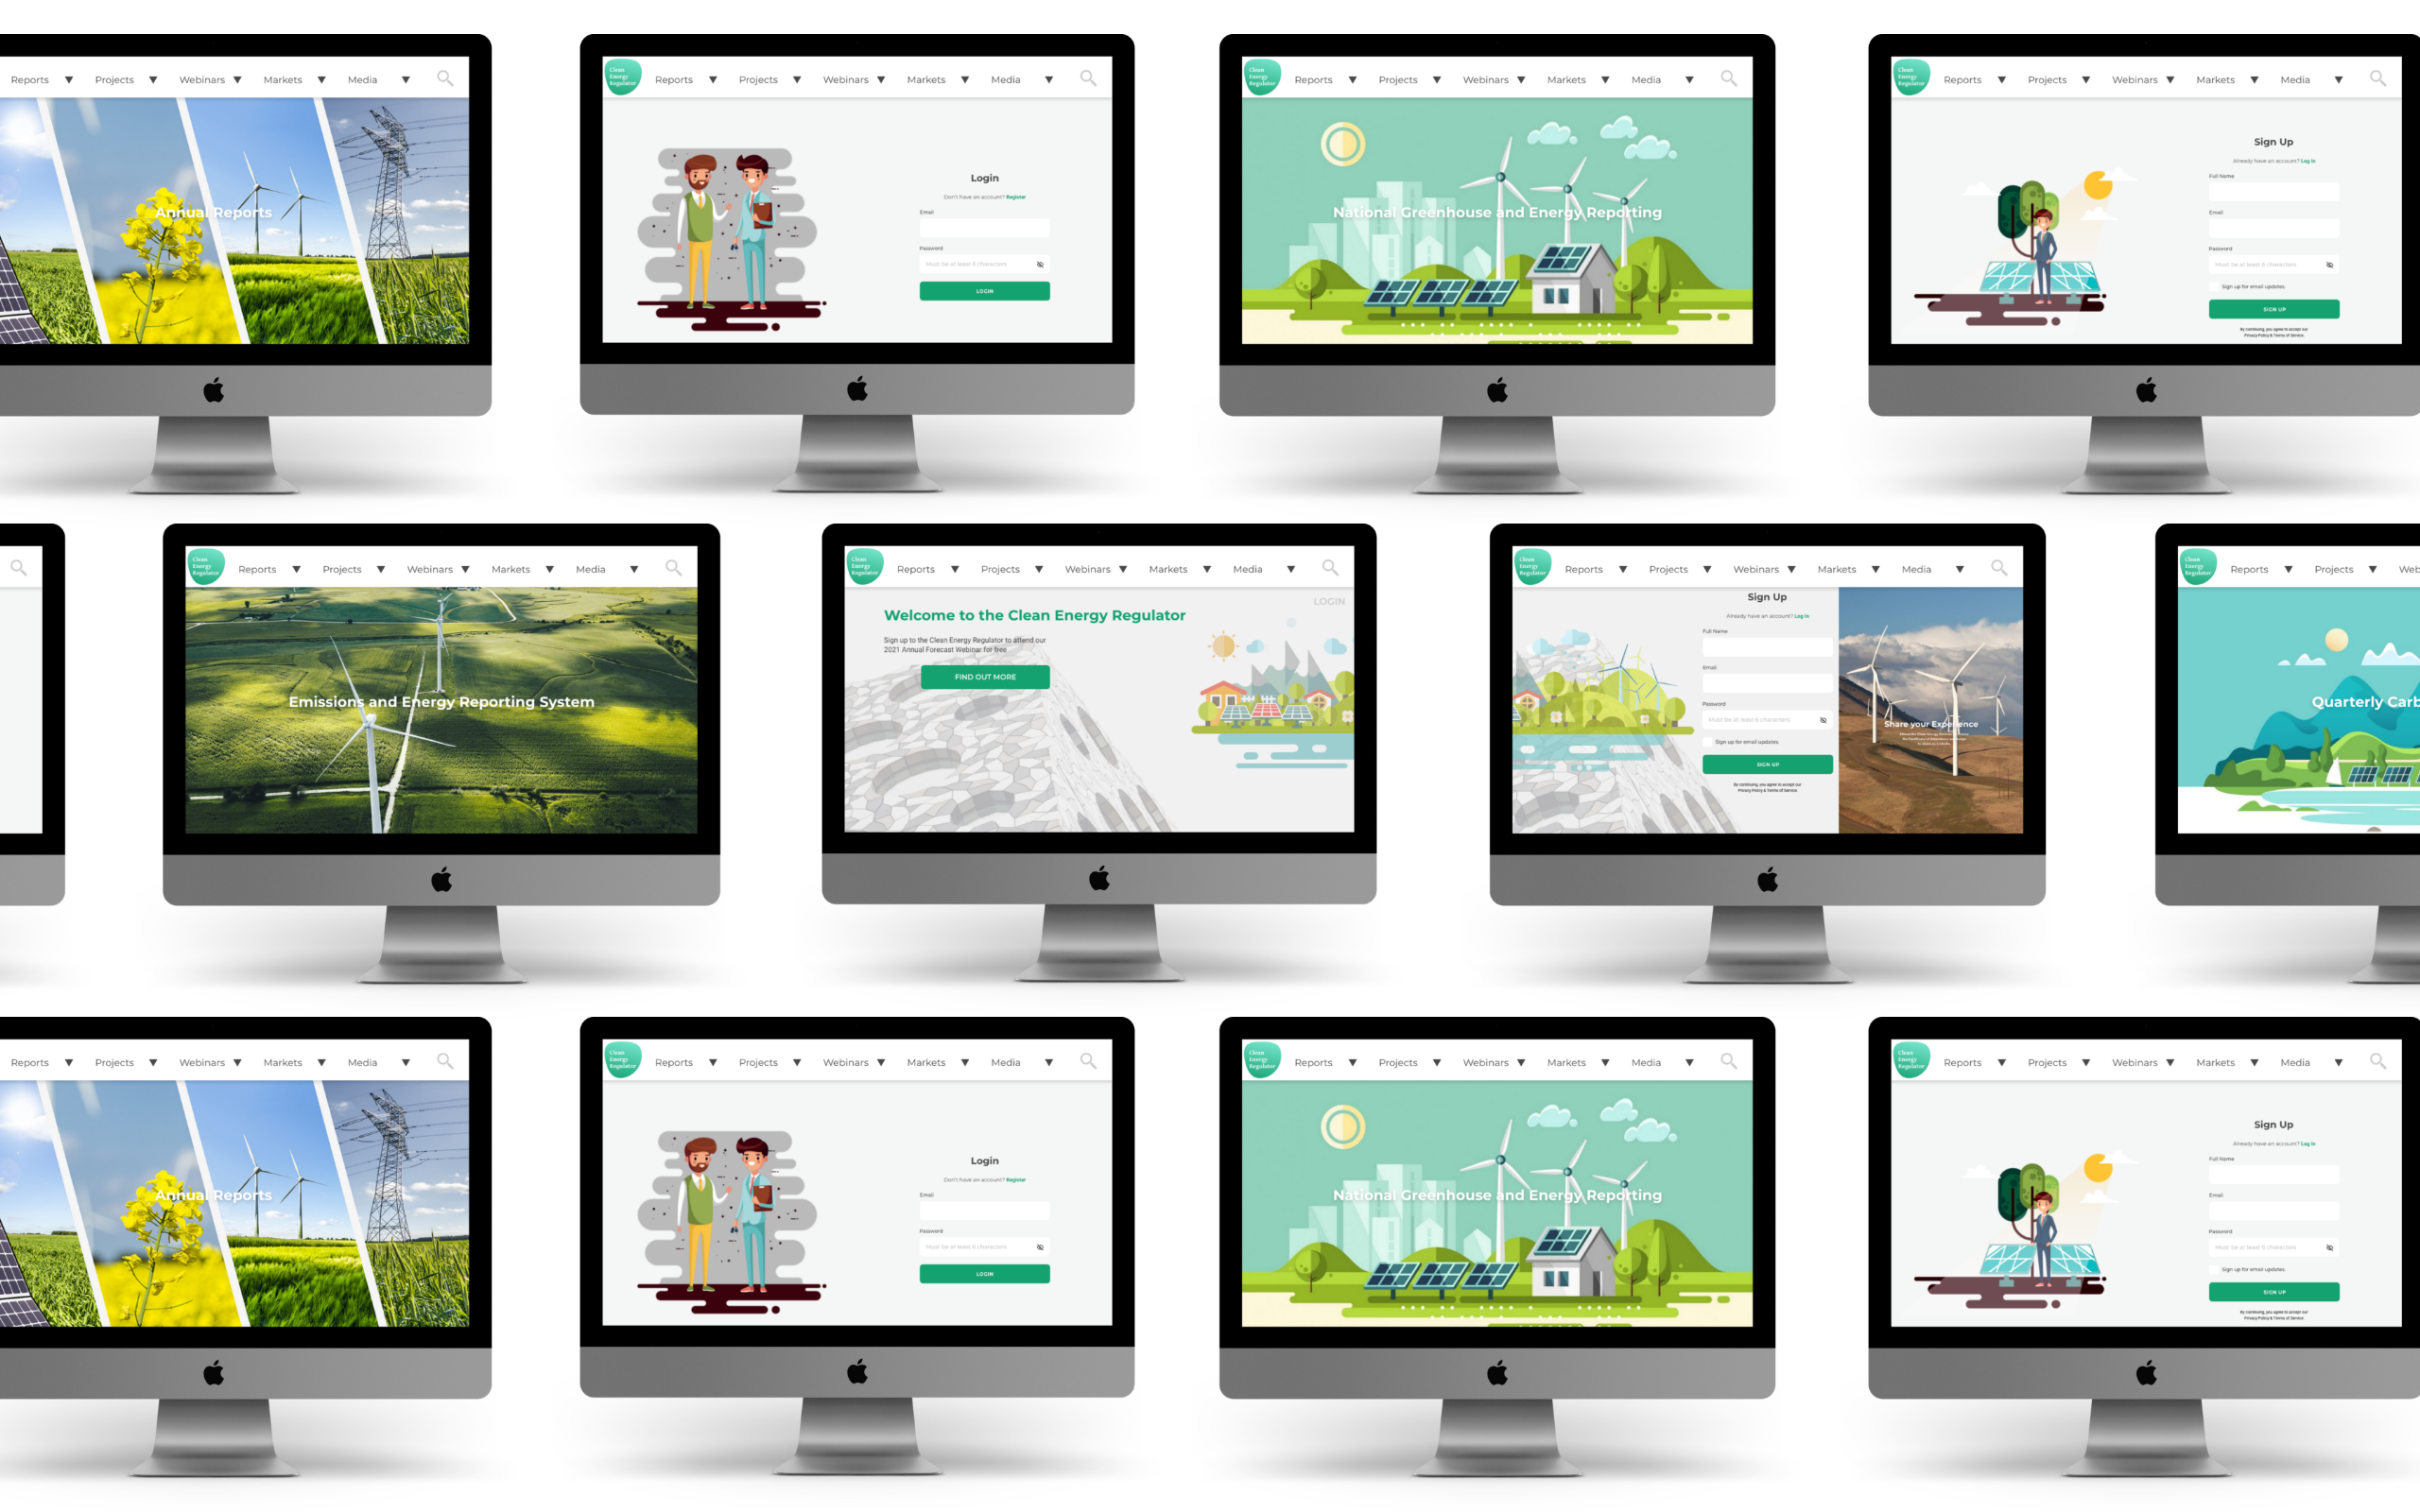 Reports ▼ Projects ▼ Webinars ▼ Markets ▼ Media ▼
Annual Reports
Clean
Energy
Regulator
Reports ▼ Projects ▼ Webinars ▼ Markets ▼ Media ▼
Login
Don't have an account? Register
Email
Password
Must be at least 6 characters
LOGIN
Clean
Energy
Regulator
Reports ▼ Projects ▼ Webinars ▼ Markets ▼ Media ▼
National Greenhouse and Energy Reporting
Clean
Energy
Regulator
Reports ▼ Projects ▼ Webinars ▼ Markets ▼ Media ▼
Sign Up
Already have an account? Log In
Full Name
Email
Password
Must be at least 6 characters
Sign up for email updates.
SIGN UP
By continuing, you agree to accept our
Privacy Policy & Terms of Service.
Clean
Energy
Regulator
Reports ▼ Projects ▼ Webinars ▼ Markets ▼ Media ▼
Emissions and Energy Reporting System
Clean
Energy
Regulator
Reports ▼ Projects ▼ Webinars ▼ Markets ▼ Media ▼
LOGIN
Welcome to the Clean Energy Regulator
Sign up to the Clean Energy Regulator to attend our
2021 Annual Forecast Webinar for free
FIND OUT MORE
Clean
Energy
Regulator
Reports ▼ Projects ▼ Webinars ▼ Markets ▼ Media ▼
Sign Up
Already have an account? Log In
Full Name
Email
Password
Must be at least 6 characters
Sign up for email updates.
SIGN UP
By continuing, you agree to accept our
Privacy Policy & Terms of Service.
Share your Experience
Clean
Energy
Regulator
Reports ▼ Projects ▼ Web
Quarterly Carb
Reports ▼ Projects ▼ Webinars ▼ Markets ▼ Media ▼
Annual Reports
Clean
Energy
Regulator
Reports ▼ Projects ▼ Webinars ▼ Markets ▼ Media ▼
Login
Don't have an account? Register
Email
Password
Must be at least 6 characters
LOGIN
Clean
Energy
Regulator
Reports ▼ Projects ▼ Webinars ▼ Markets ▼ Media ▼
National Greenhouse and Energy Reporting
Clean
Energy
Regulator
Reports ▼ Projects ▼ Webinars ▼ Markets ▼ Media ▼
Sign Up
Already have an account? Log In
Full Name
Email
Password
Must be at least 6 characters
Sign up for email updates.
SIGN UP
By continuing, you agree to accept our
Privacy Policy & Terms of Service.